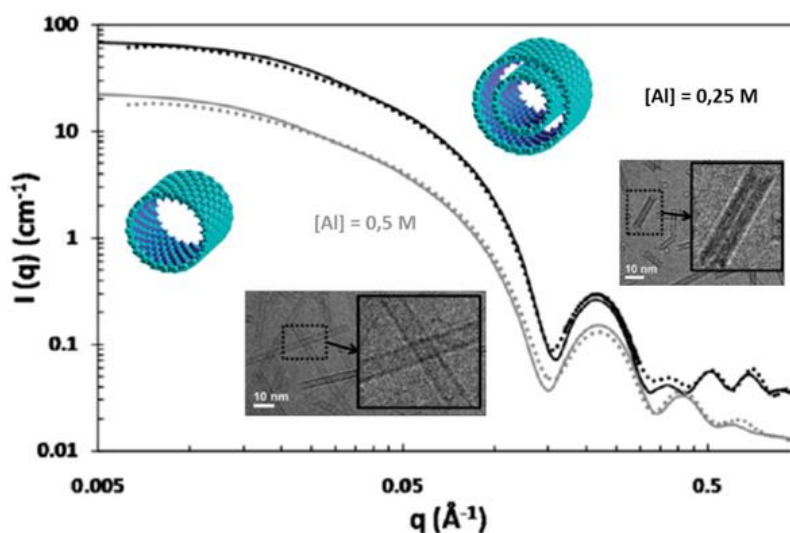 100
10
1
0.1
0.01
I (q) (cm⁻¹)
[Al] = 0,25 M
[Al] = 0,5 M
10 nm
10 nm
0.005
0.05
0.5
q (Å⁻¹)